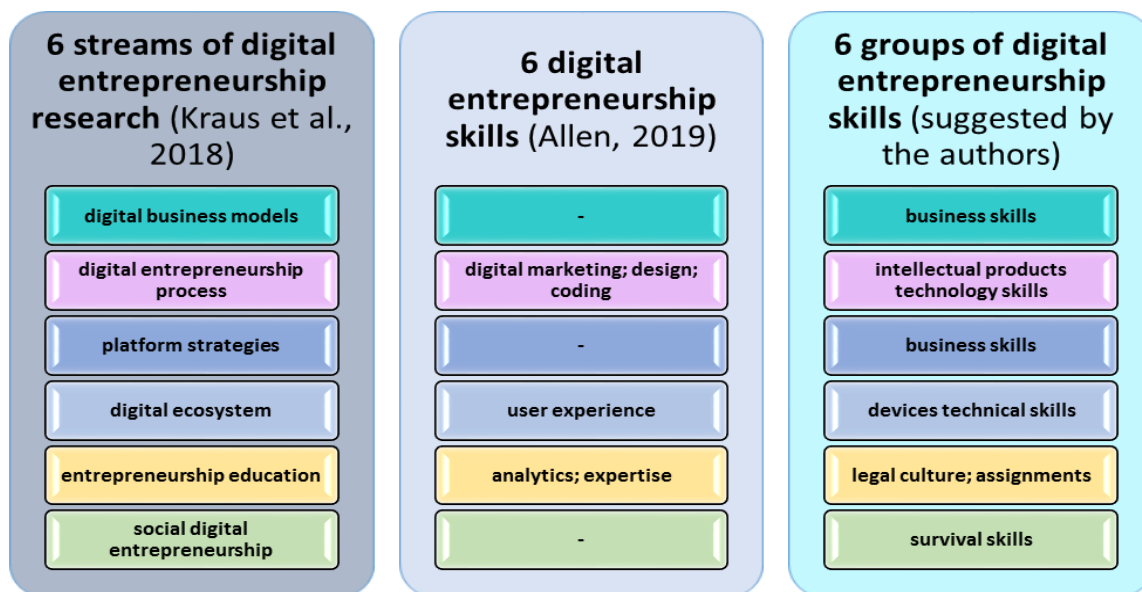 6 streams of digital
entrepreneurship
research (Kraus et al.,
2018)
digital business models
digital entrepreneurship
process
platform strategies
digital ecosystem
entrepreneurship education
social digital
entrepreneurship
6 digital
entrepreneurship
skills (Allen, 2019)
-
digital marketing; design;
coding
-
user experience
analytics; expertise
-
6 groups of digital
entrepreneurship
skills (suggested by
the authors)
business skills
intellectual products
technology skills
business skills
devices technical skills
legal culture; assignments
survival skills